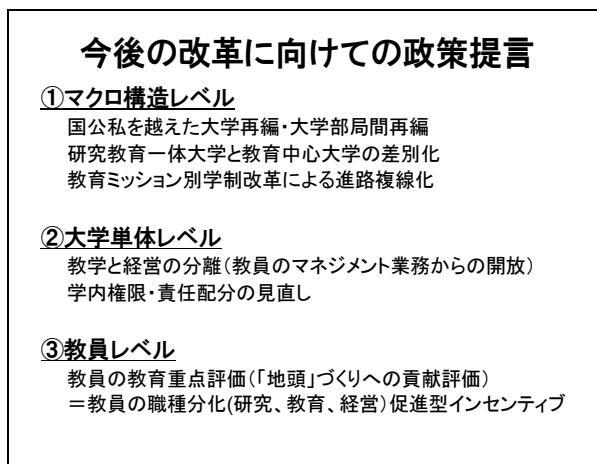 今後の改革に向けての政策提言
①マクロ構造レベル
国公私を越えた大学再編・大学部局間再編
研究教育一体大学と教育中心大学の差別化
教育ミッション別学制改革による進路複線化
②大学単体レベル
教学と経営の分離（教員のマネジメント業務からの開放）
学内権限・責任配分の見直し
③教員レベル
教員の教育重点評価（「地頭」づくりへの貢献評価）
＝教員の職種分化(研究、教育、経営）促進型インセンティブ